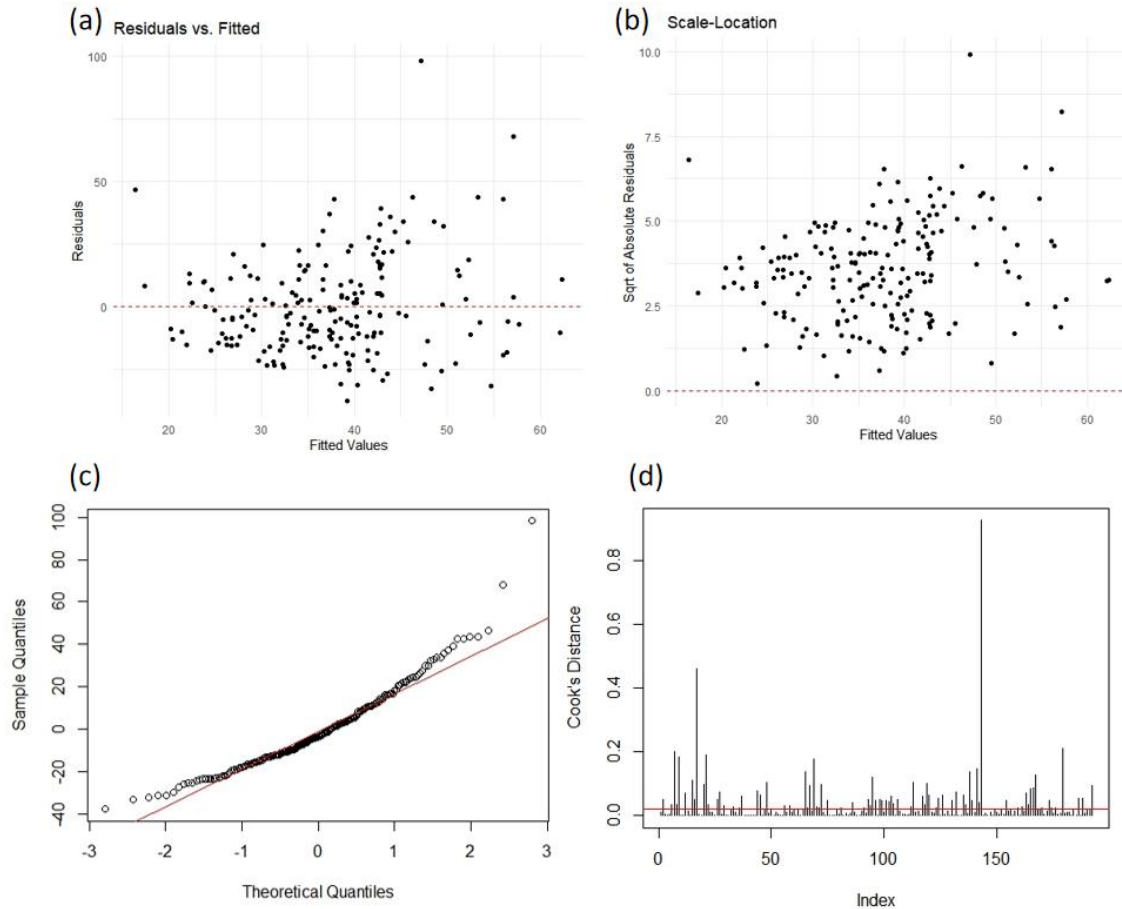 (a)
Residuals vs. Fitted
100
50
0
Residuals
20 30 40 50 60
Fitted Values
(b)
Scale-Location
10.0
7.5
5.0
2.5
0.0
Sqrt of Absolute Residuals
20 30 40 50 60
Fitted Values
(c)
100
80
60
40
20
0
-20
-40
Sample Quantiles
-3 -2 -1 0 1 2 3
Theoretical Quantiles
(d)
0.8
0.6
0.4
0.2
0.0
Cook's Distance
0 50 100 150
Index